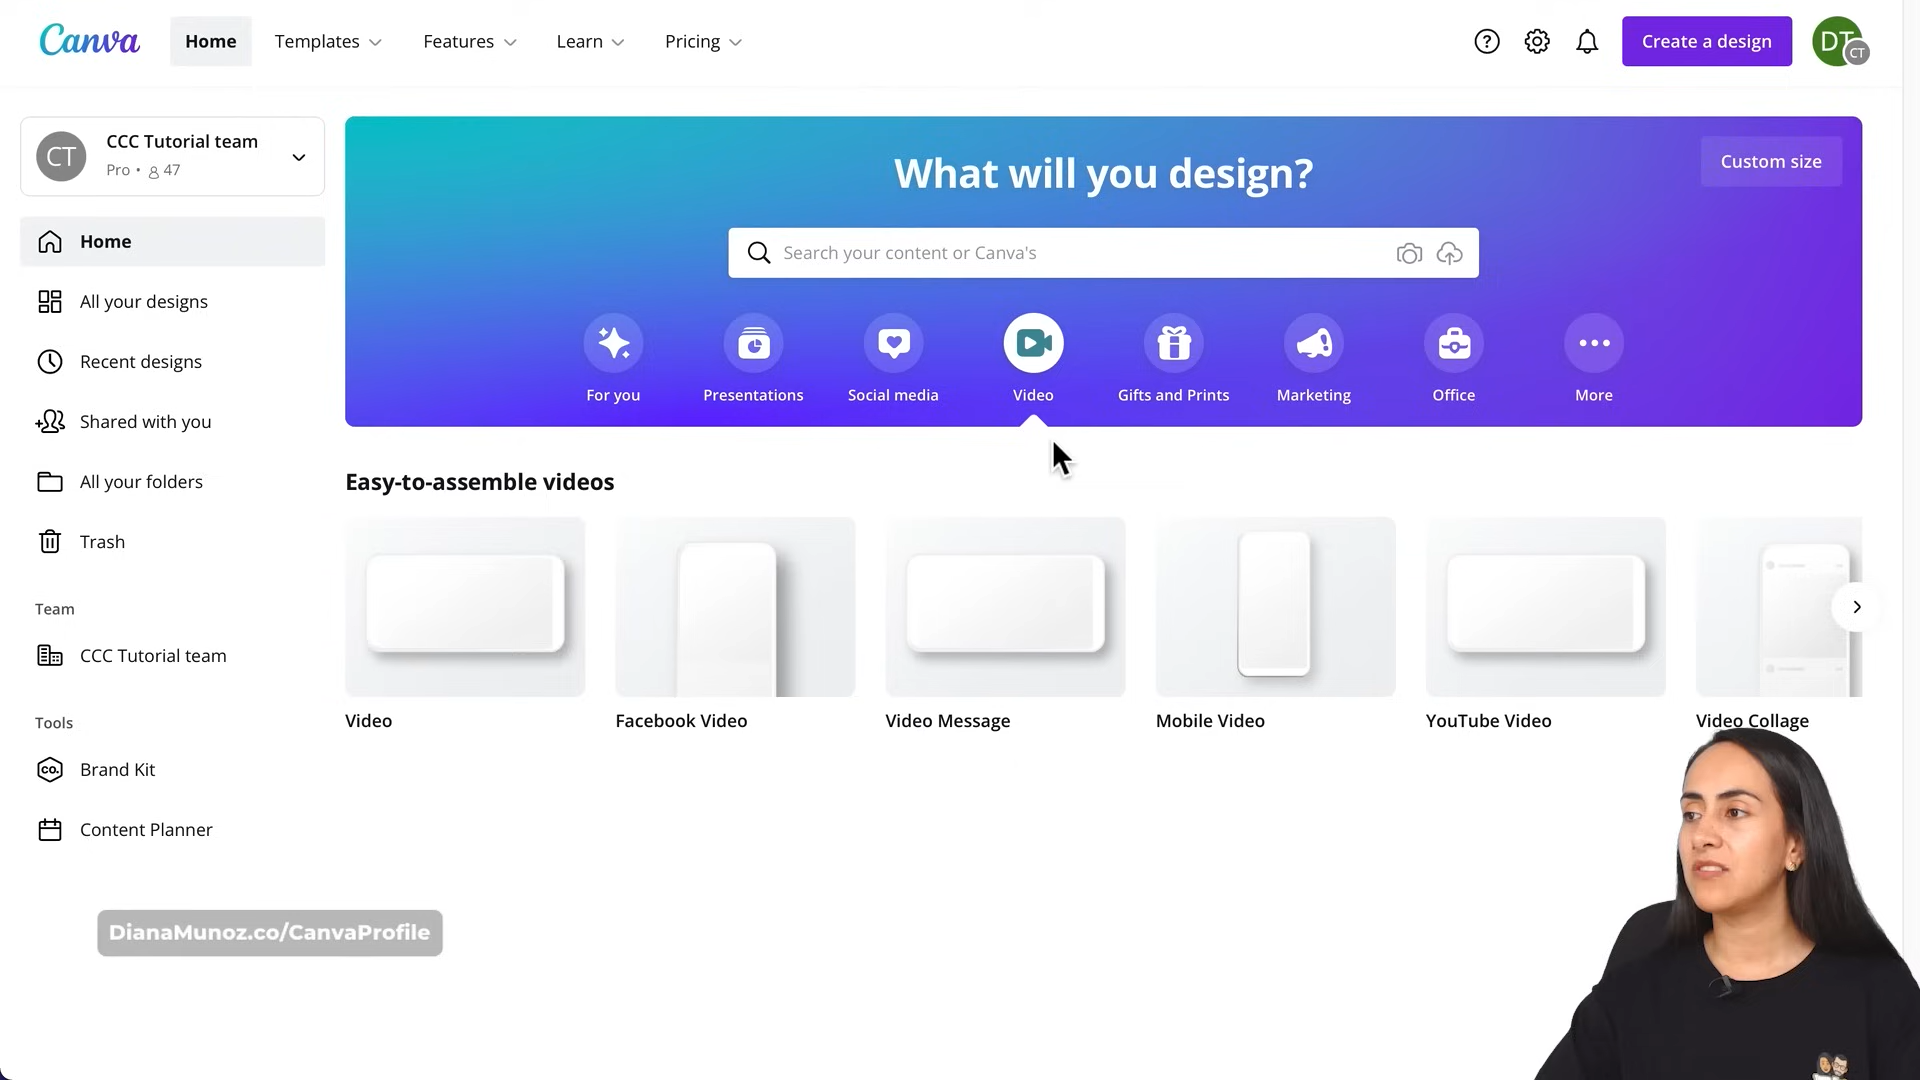 Canva
Home
Templates
Features
Learn
Pricing
Create a design
DT
CT
CT
CCC Tutorial team
Pro • 47
Home
All your designs
Recent designs
Shared with you
All your folders
Trash
Team
CCC Tutorial team
Tools
CO.
Brand Kit
Content Planner
What will you design?
Custom size
Search your content or Canva's
For you
Presentations
Social media
Video
Gifts and Prints
Marketing
Office
More
Easy-to-assemble videos
Video
Facebook Video
Video Message
Mobile Video
YouTube Video
Video Collage
DianaMunoz.co/CanvaProfile